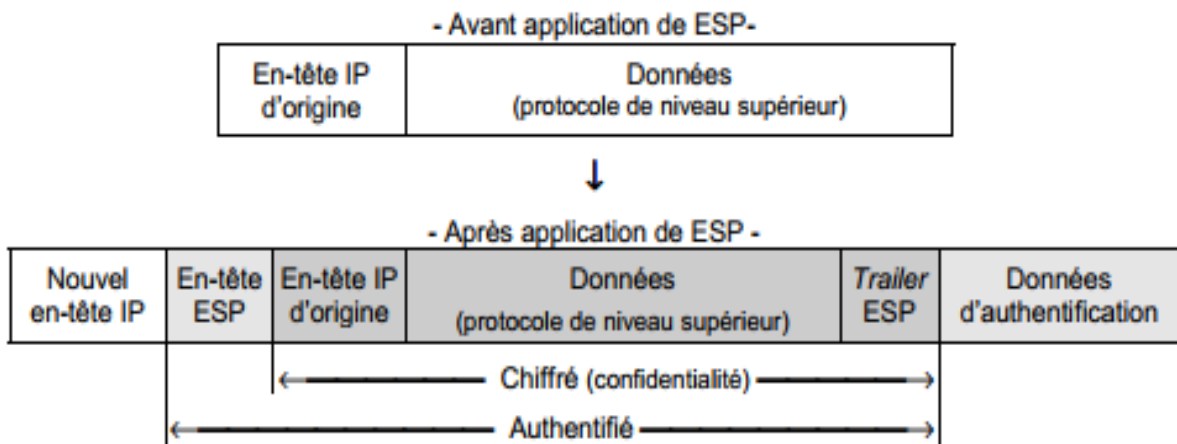 - Avant application de ESP-
En-tête IP
d'origine
Données
(protocole de niveau supérieur)
- Après application de ESP -
Nouvel
en-tête IP
En-tête
ESP
En-tête IP
d'origine
Données
(protocole de niveau supérieur)
Trailer
ESP
Données
d'authentification
Chiffré (confidentialité)
Authentifié